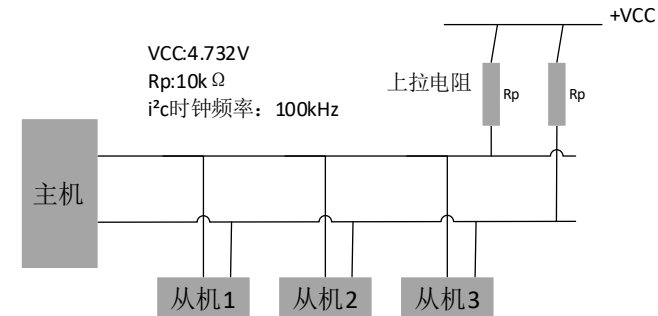 +VCC
VCC:4.732V
Rp:10kΩ
i²c时钟频率：100kHz
上拉电阻
Rp
Rp
主机
从机1
从机2
从机3